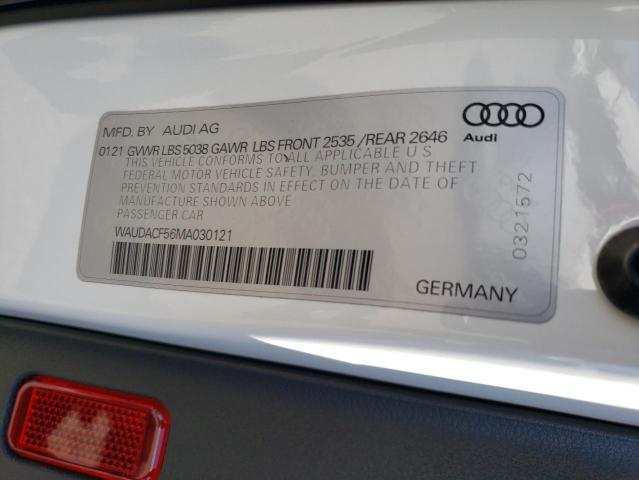 MFD. BY AUDI AG
0121 GVWR LBS 5038 GAWR LBS FRONT 2535 /REAR 2646
THIS VEHICLE CONFORMS TO ALL APPLICABLE U S
FEDERAL MOTOR VEHICLE SAFETY, BUMPER AND THEFT
PREVENTION STANDARDS IN EFFECT ON THE DATE OF
MANUFACTURE SHOWN ABOVE
PASSENGER CAR
WAUDACF56MA030121
GERMANY
Audi
0321572